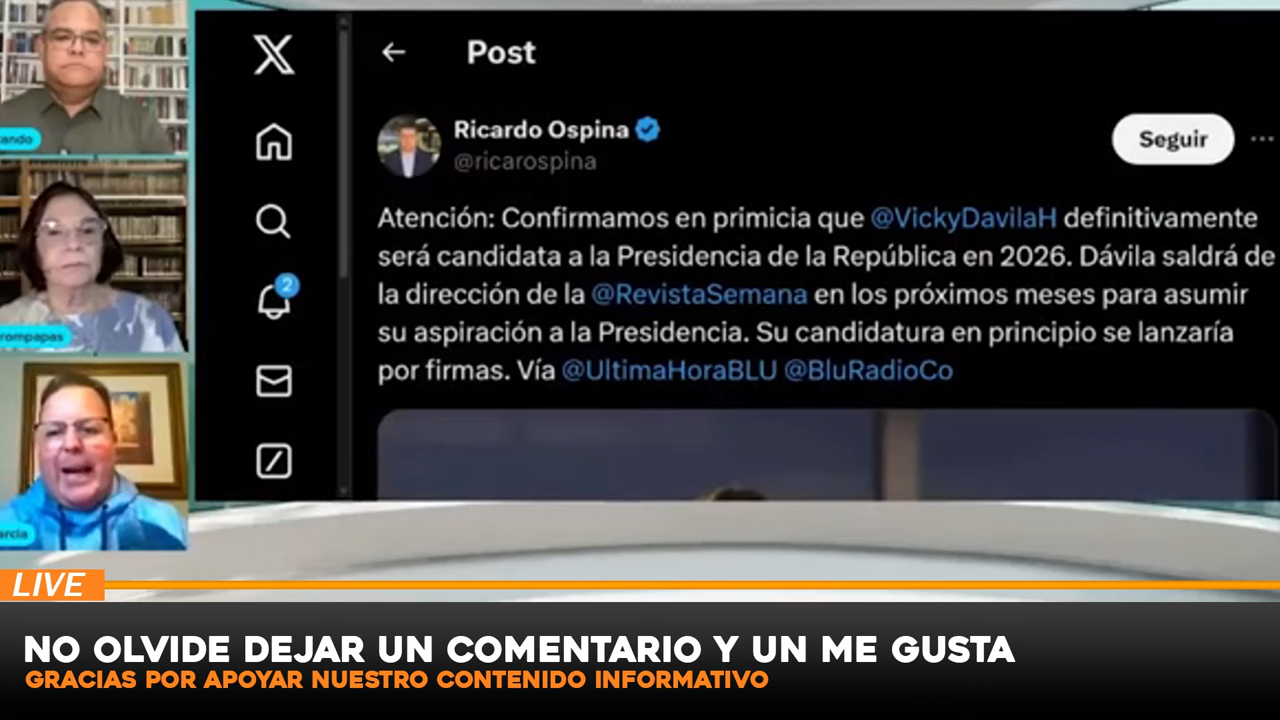 Post
Ricardo Ospina
@ricarospina
Seguir
Atención: Confirmamos en primicia que @VickyDavilaH definitivamente
será candidata a la Presidencia de la República en 2026. Dávila saldrá de
la dirección de la @RevistaSemana en los próximos meses para asumir
su aspiración a la Presidencia. Su candidatura en principio se lanzaría
por firmas. Vía @UltimaHoraBLU @BluRadioCo
2
ando
rompapas
arcia
LIVE
NO OLVIDE DEJAR UN COMENTARIO Y UN ME GUSTA
GRACIAS POR APOYAR NUESTRO CONTENIDO INFORMATIVO